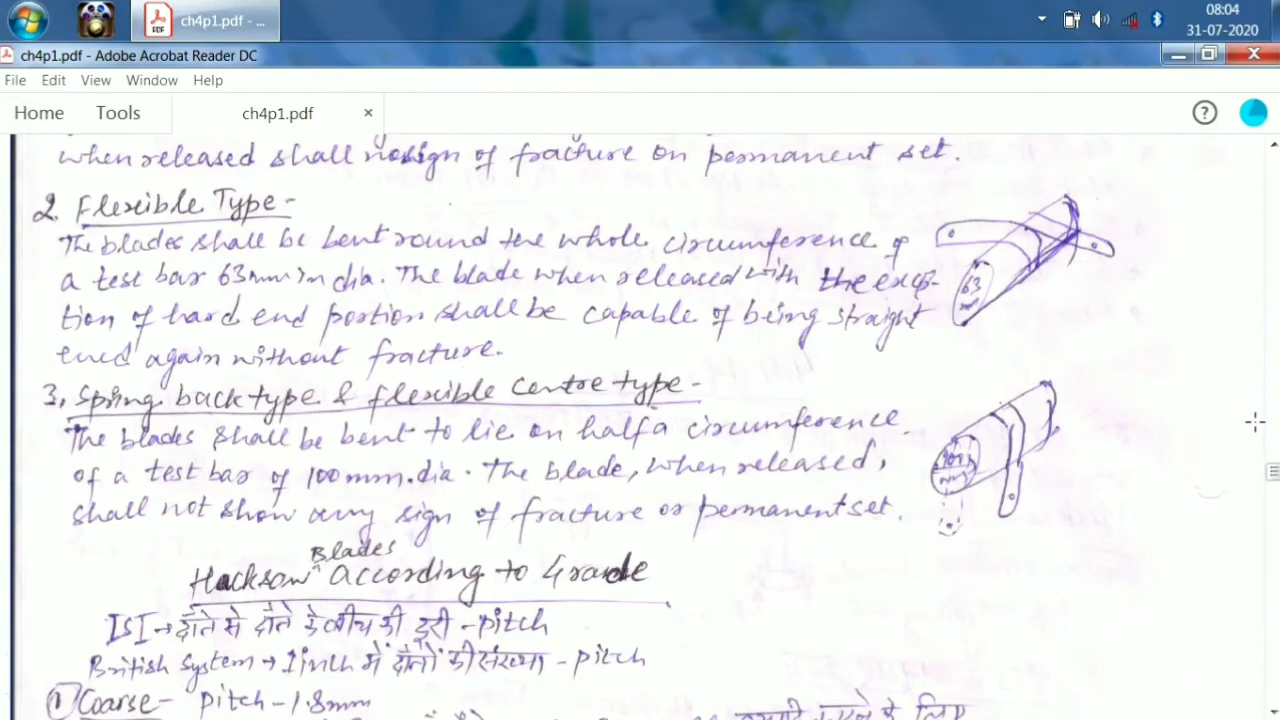 ch4p1.pdf - ...
08:04
31-07-2020
ch4p1.pdf - Adobe Acrobat Reader DC
File Edit View Window Help
Home Tools ch4p1.pdf ×
when released shall no sign of fracture on permanent set.
2. Flexible Type-
The blades shall be bent round the whole circumference of
a test bar 63mm in dia. The blade when released with the excep-
tion of hard end portion shall be capable of being straight
ened again without fracture.
63
mm
3. Spring back type & flexible Centre type-
The blades shall be bent to lie on half a circumference
of a test bar of 100mm.dia. The blade, when released,
shall not show any sign of fracture or permanent set.
mm
Hacksaw Blades According to Grade
ISI→ दाँते से दाँते के बीच की दूरी - pitch
British System → 1 inch मे दाँतों की संख्या - pitch
① Coarse - pitch - 1.8mm